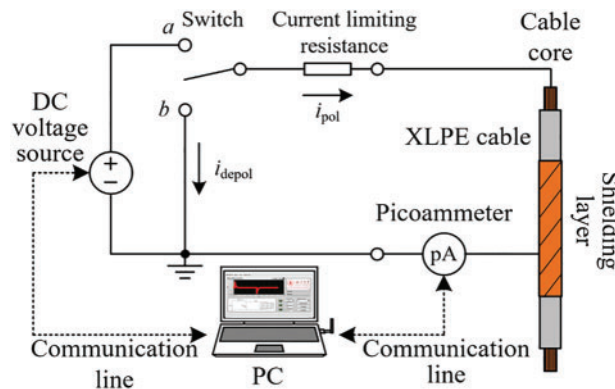 a
Switch
Current limiting
resistance
Cable
core
DC
voltage
source
b
i_pol
i_depol
XLPE cable
+
−
Shielding
layer
Picoammeter
pA
Communication
line
PC
Communication
line